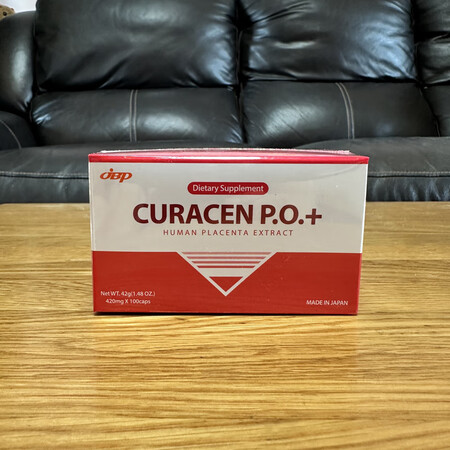 JBP
Dietary Supplement
CURACEN P.O.+
HUMAN PLACENTA EXTRACT
Net WT. 42g(1.48 OZ.)
420mg X 100caps
MADE IN JAPAN